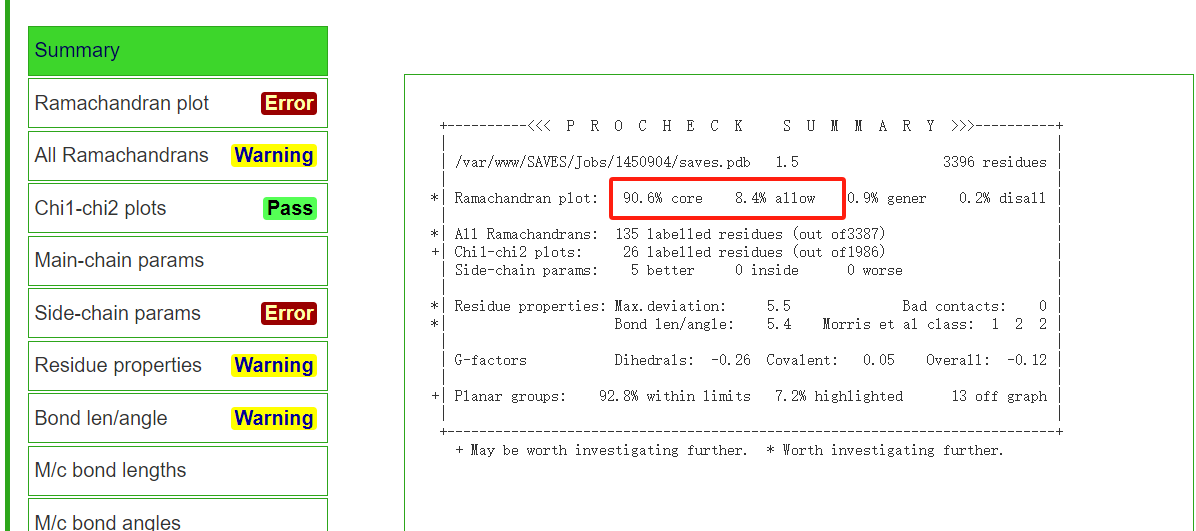 Summary
Ramachandran plot Error
All Ramachandrans Warning
Chi1-chi2 plots Pass
Main-chain params
Side-chain params Error
Residue properties Warning
Bond len/angle Warning
M/c bond lengths
M/c bond angles
+----------<<< P R O C H E C K S U M M A R Y >>>----------+
| |
| /var/www/SAVES/Jobs/1450904/saves.pdb 1.5 3396 residues |
| |
*| Ramachandran plot: 90.6% core 8.4% allow 0.9% gener 0.2% disall |
| |
*| All Ramachandrans: 135 labelled residues (out of3387) |
+| Chi1-chi2 plots: 26 labelled residues (out of1986) |
| Side-chain params: 5 better 0 inside 0 worse |
| |
*| Residue properties: Max.deviation: 5.5 Bad contacts: 0 |
*| Bond len/angle: 5.4 Morris et al class: 1 2 2 |
| |
| G-factors Dihedrals: -0.26 Covalent: 0.05 Overall: -0.12 |
| |
+| Planar groups: 92.8% within limits 7.2% highlighted 13 off graph |
| |
+----------------------------------------------------------------------------+
+ May be worth investigating further. * Worth investigating further.